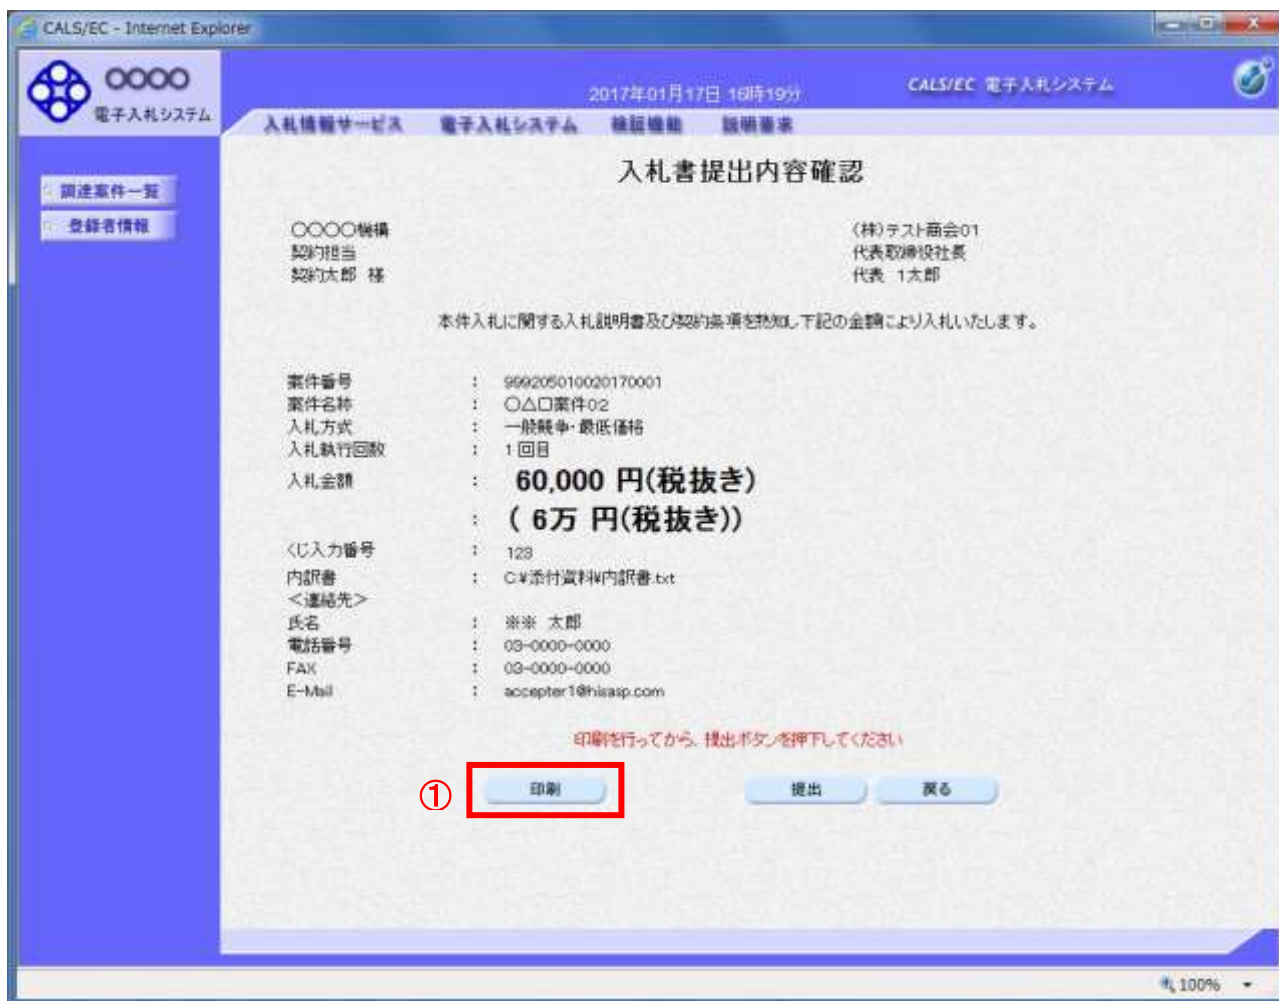 CALS/EC - Internet Explorer
○○○○
電子入札システム
2017年01月17日 16時19分
CALS/EC 電子入札システム
入札情報サービス 電子入札システム 検証機能 説明要求
調達案件一覧
登録者情報
入札書提出内容確認
○○○○機構
契約担当
契約太郎 様
(株)テスト商会01
代表取締役社長
代表 1太郎
本件入札に関する入札説明書及び契約条項を熟知し下記の金額により入札いたします。
案件番号 : 999205010020170001
案件名称 : ○△□案件02
入札方式 : 一般競争・最低価格
入札執行回数 : 1回目
入札金額 : 60,000 円(税抜き)
: ( 6万 円(税抜き))
くじ入力番号 : 123
内訳書 : C:¥添付資料¥内訳書.txt
<連絡先>
氏名 : ※※ 太郎
電話番号 : 03-0000-0000
FAX : 03-0000-0000
E-Mail : accepter1@hisasp.com
印刷を行ってから、提出ボタンを押下してください
① 印刷 提出 戻る
100%